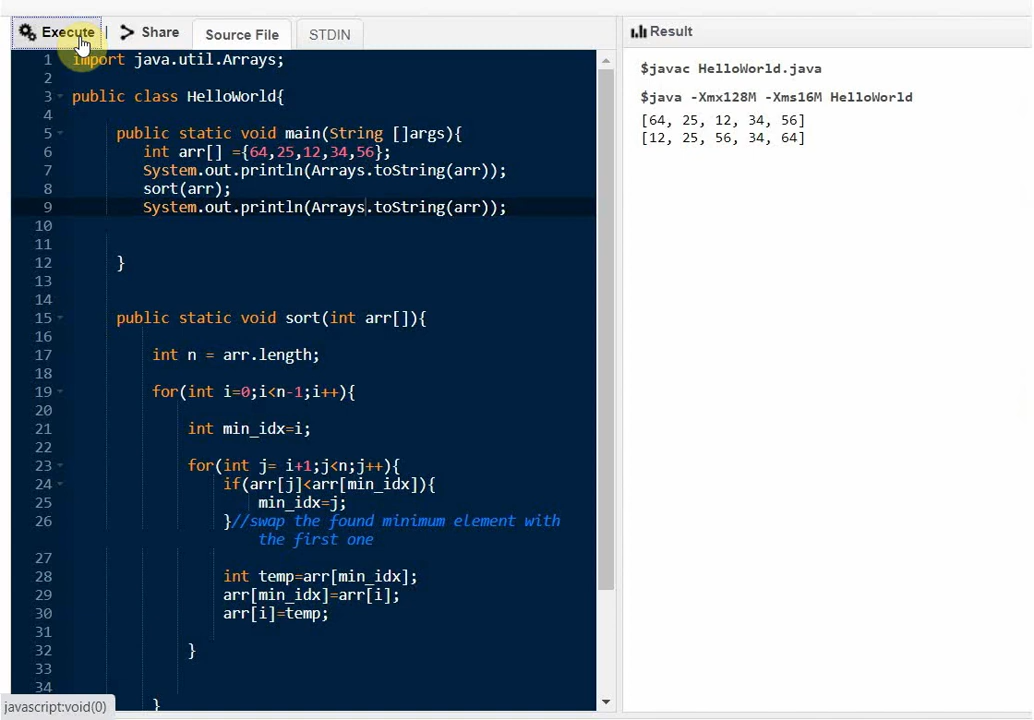 Execute | Share Source File STDIN
1 import java.util.Arrays;
2
3 public class HelloWorld{
4
5 public static void main(String []args){
6 int arr[] ={64,25,12,34,56};
7 System.out.println(Arrays.toString(arr));
8 sort(arr);
9 System.out.println(Arrays.toString(arr));
10
11
12 }
13
14
15 public static void sort(int arr[]){
16
17 int n = arr.length;
18
19 for(int i=0;i<n-1;i++){
20
21 int min_idx=i;
22
23 for(int j= i+1;j<n;j++){
24 if(arr[j]<arr[min_idx]){
25 min_idx=j;
26 }//swap the found minimum element with
the first one
27
28 int temp=arr[min_idx];
29 arr[min_idx]=arr[i];
30 arr[i]=temp;
31
32 }
33
34
}
javascript:void(0)
Result
$javac HelloWorld.java
$java -Xmx128M -Xms16M HelloWorld
[64, 25, 12, 34, 56]
[12, 25, 56, 34, 64]